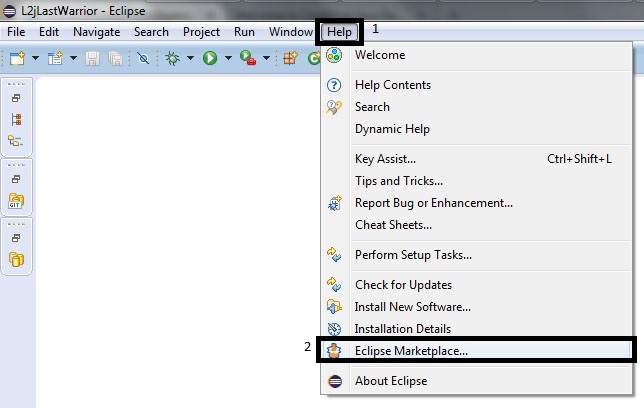 L2jLastWarrior - Eclipse
File Edit Navigate Search Project Run Window Help 1
Welcome
Help Contents
Search
Dynamic Help
Key Assist... Ctrl+Shift+L
Tips and Tricks...
Report Bug or Enhancement...
Cheat Sheets...
Perform Setup Tasks...
Check for Updates
Install New Software...
Installation Details
2 Eclipse Marketplace...
About Eclipse
GIT